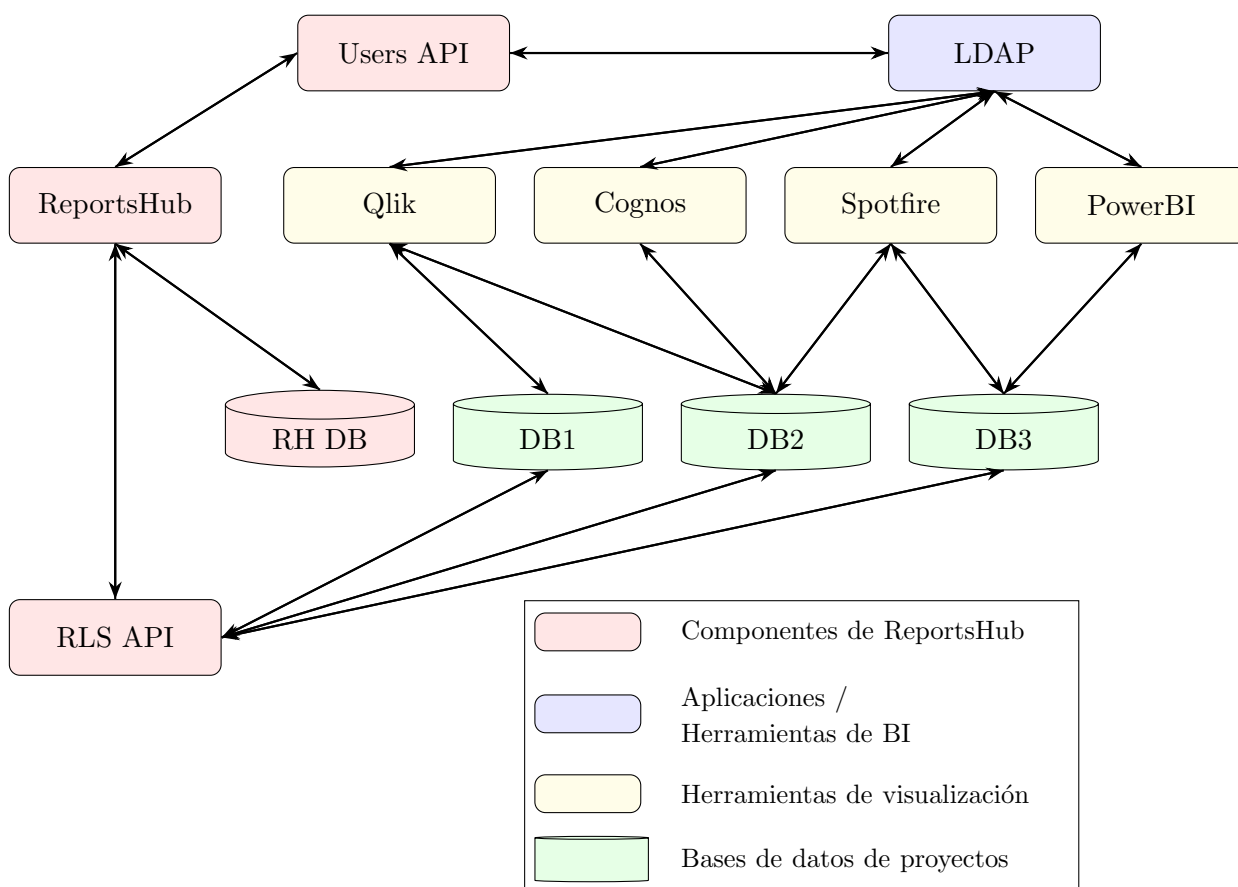 Users API
LDAP
ReportsHub
Qlik
Cognos
Spotfire
PowerBI
RH DB
DB1
DB2
DB3
RLS API
Componentes de ReportsHub
Aplicaciones /
Herramientas de BI
Herramientas de visualización
Bases de datos de proyectos